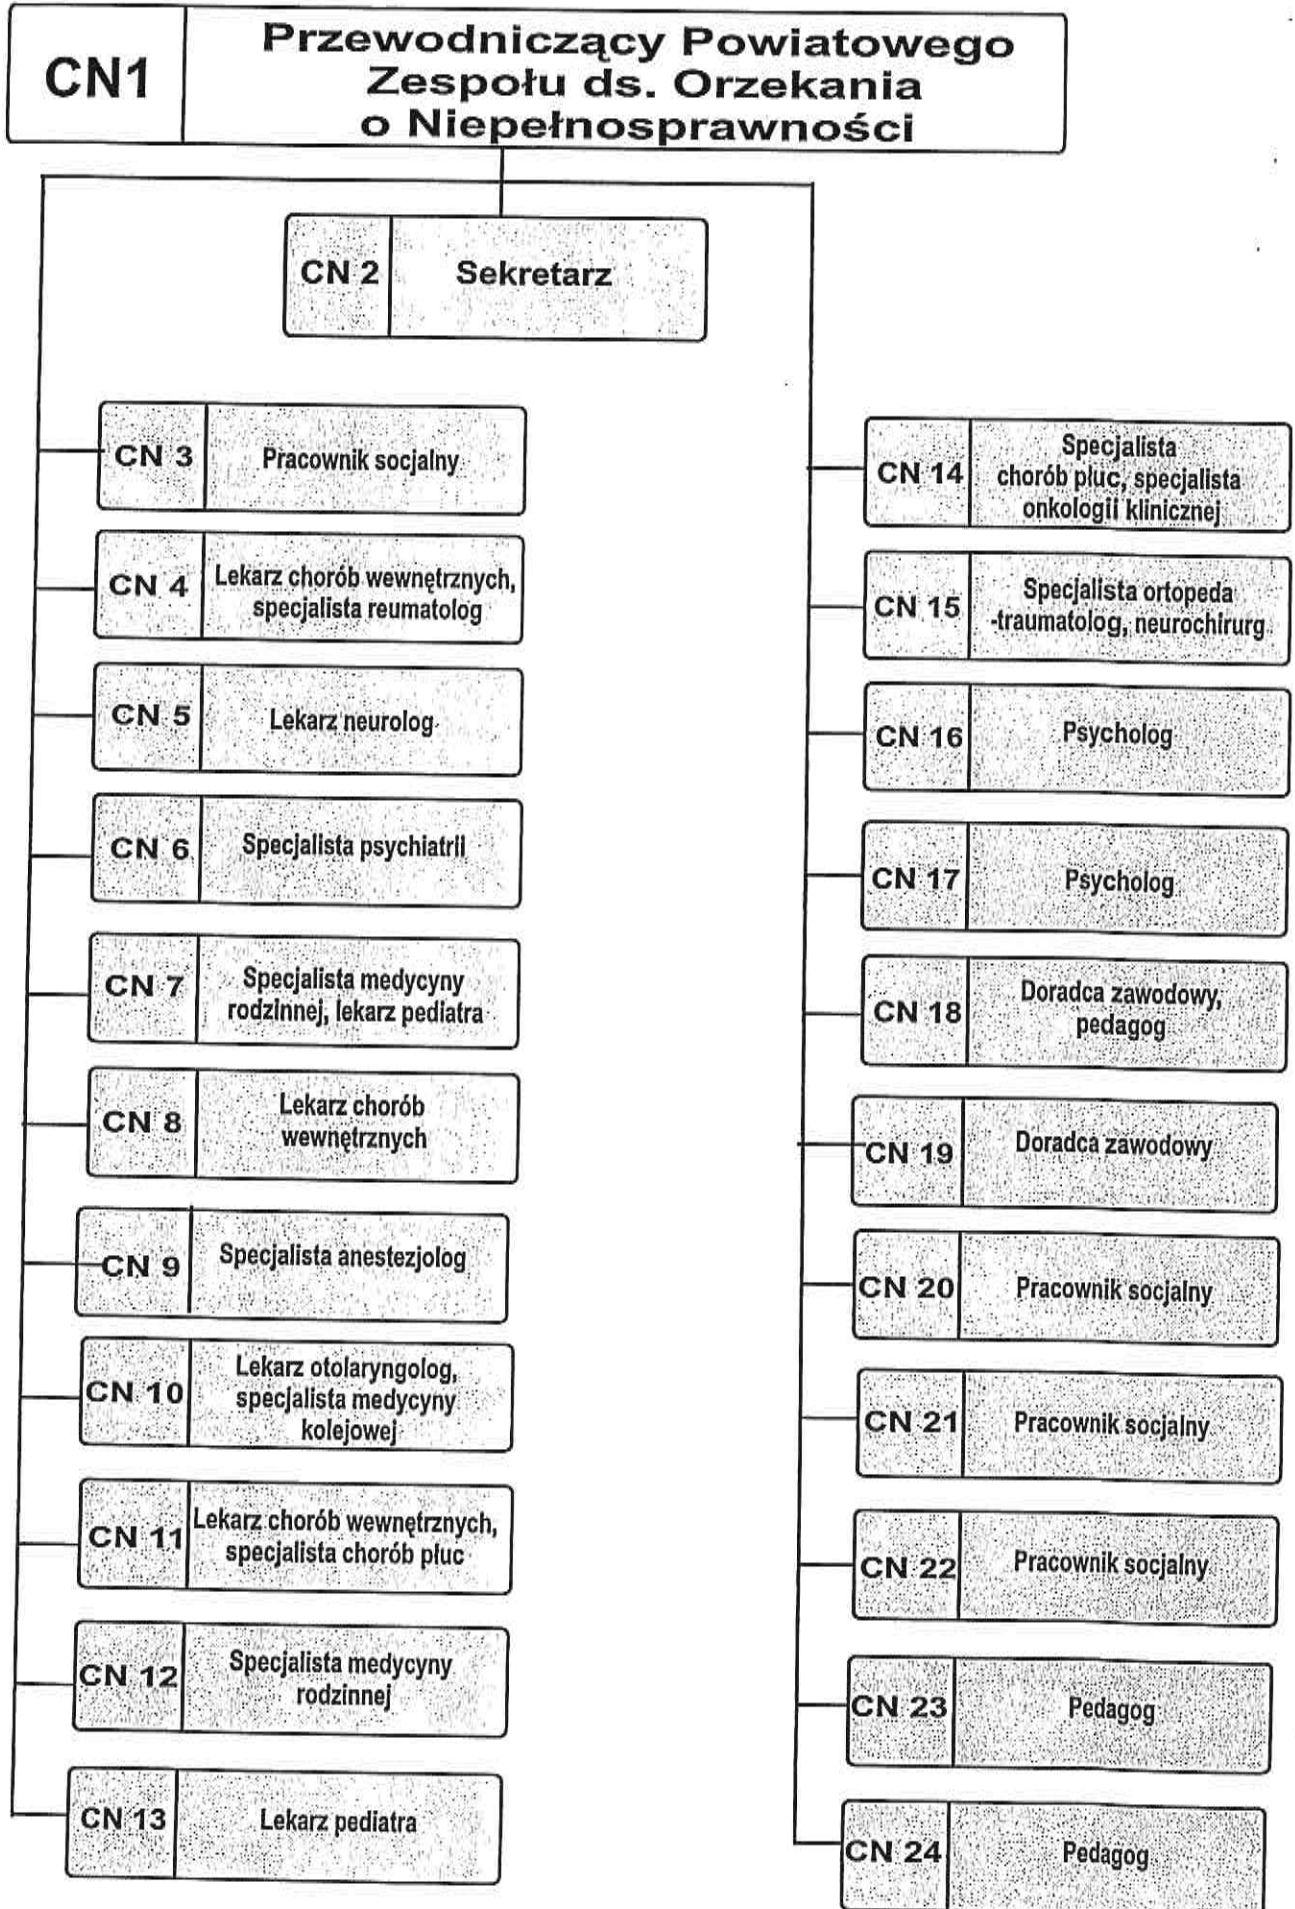 CN1
Przewodniczący Powiatowego
Zespołu ds. Orzekania
o Niepełnosprawności
CN 2
Sekretarz
CN 3
Pracownik socjalny
CN 4
Lekarz chorób wewnętrznych,
specjalista reumatolog
CN 5
Lekarz neurolog
CN 6
Specjalista psychiatrii
CN 7
Specjalista medycyny
rodzinnej, lekarz pediatra
CN 8
Lekarz chorób
wewnętrznych
CN 9
Specjalista anestezjolog
CN 10
Lekarz otolaryngolog,
specjalista medycyny
kolejowej
CN 11
Lekarz chorób wewnętrznych,
specjalista chorób płuc
CN 12
Specjalista medycyny
rodzinnej
CN 13
Lekarz pediatra
CN 14
Specjalista
chorób płuc, specjalista
onkologii klinicznej
CN 15
Specjalista ortopeda
-traumatolog, neurochirurg
CN 16
Psycholog
CN 17
Psycholog
CN 18
Doradca zawodowy,
pedagog
CN 19
Doradca zawodowy
CN 20
Pracownik socjalny
CN 21
Pracownik socjalny
CN 22
Pracownik socjalny
CN 23
Pedagog
CN 24
Pedagog